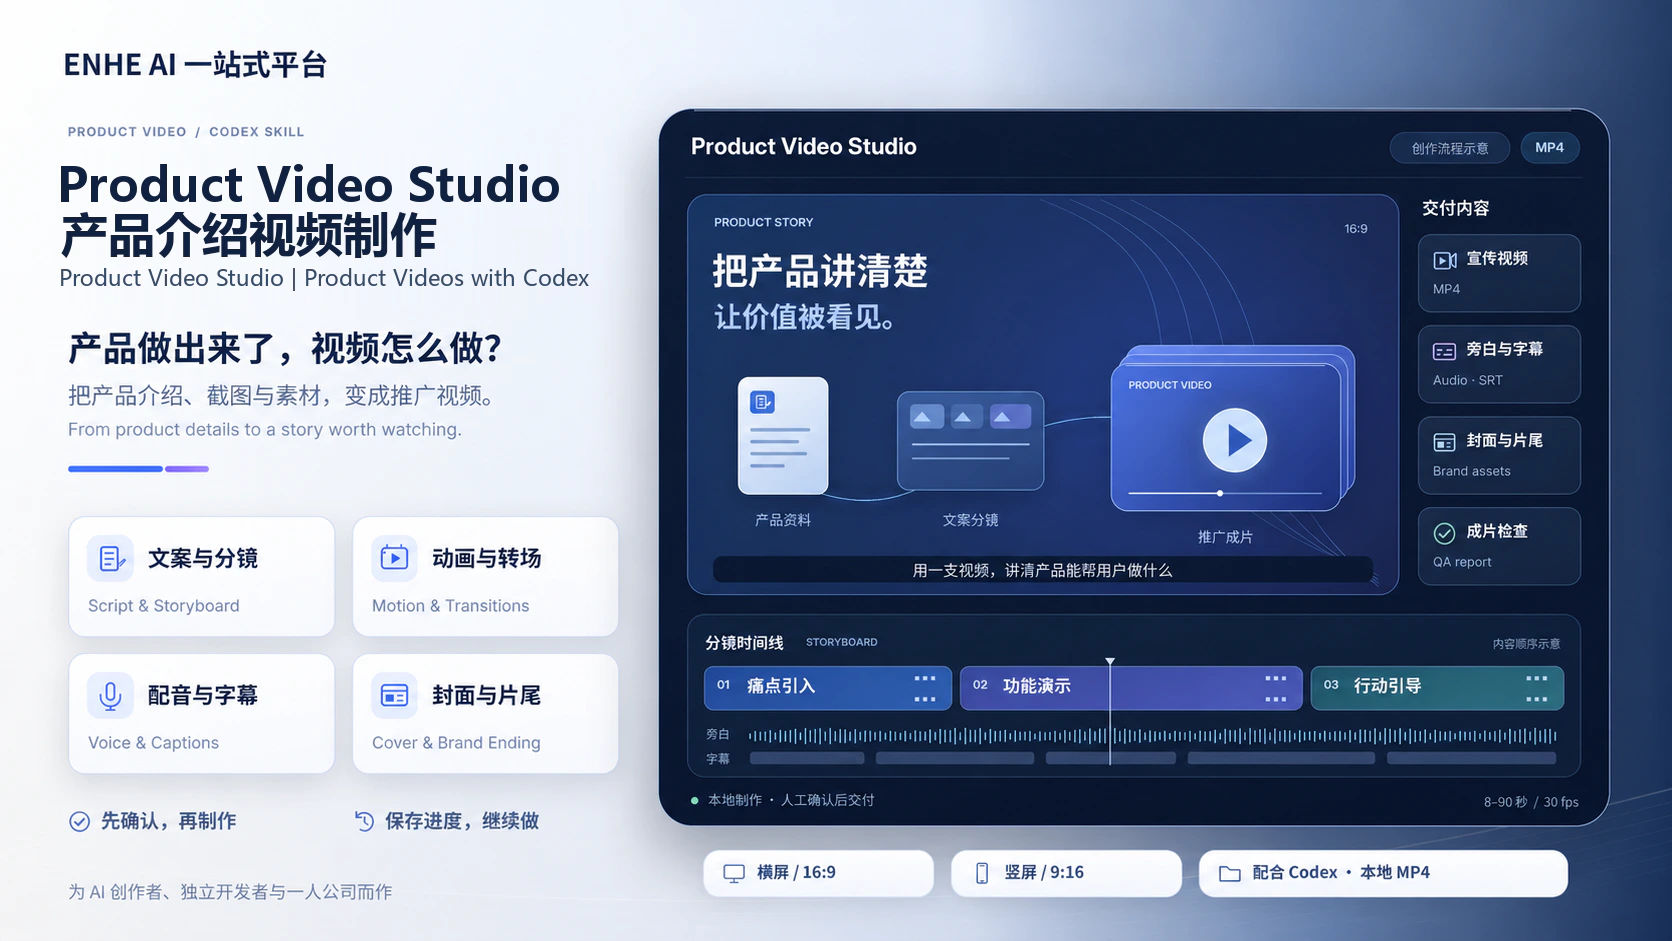 ENHE AI 一站式平台
PRODUCT VIDEO / CODEX SKILL
Product Video Studio
产品介绍视频制作
Product Video Studio | Product Videos with Codex
产品做出来了，视频怎么做？
把产品介绍、截图与素材，变成推广视频。
From product details to a story worth watching.
文案与分镜
Script & Storyboard
动画与转场
Motion & Transitions
配音与字幕
Voice & Captions
封面与片尾
Cover & Brand Ending
先确认，再制作
保存进度，继续做
为 AI 创作者、独立开发者与一人公司而作
Product Video Studio
创作流程示意
MP4
PRODUCT STORY
16:9
把产品讲清楚
让价值被看见。
产品资料
文案分镜
PRODUCT VIDEO
推广成片
用一支视频，讲清产品能帮用户做什么
交付内容
宣传视频
MP4
旁白与字幕
Audio · SRT
封面与片尾
Brand assets
成片检查
QA report
分镜时间线 STORYBOARD
内容顺序示意
01 痛点引入
02 功能演示
03 行动引导
旁白
字幕
本地制作 · 人工确认后交付
8–90 秒 / 30 fps
横屏 / 16:9
竖屏 / 9:16
配合 Codex · 本地 MP4